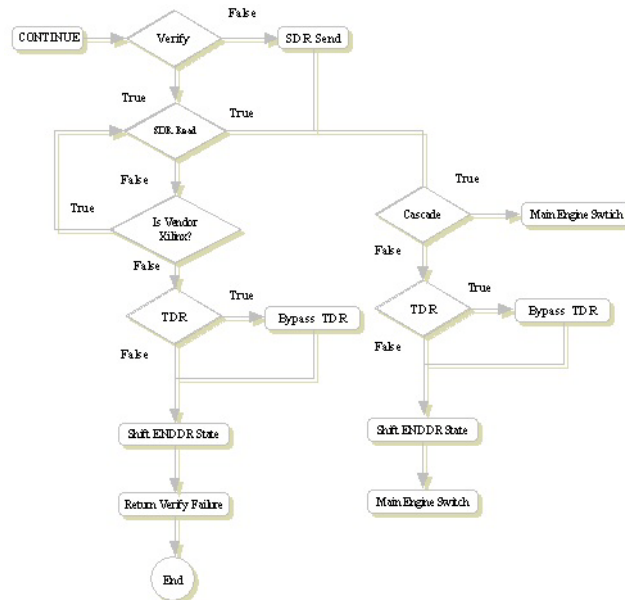 False
CONTINUE
Verify
SDR Send
True
True
SDR Read
False
True
True
Is Vendor
Xilinx?
Cascade
Main Engine Swtich
False
False
TDR
True
Bypass TDR
TDR
True
Bypass TDR
False
False
Shift ENDDR State
Shift ENDDR State
Return Verify Failure
Main Engine Switch
End